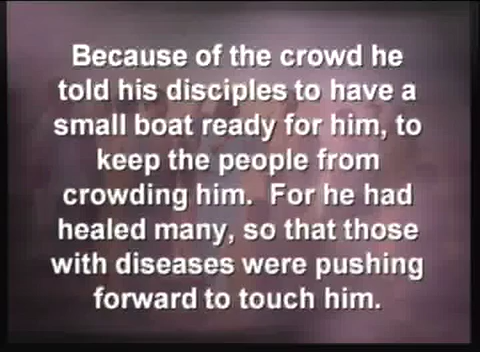 Because of the crowd he
told his disciples to have a
small boat ready for him, to
keep the people from
crowding him.  For he had
healed many, so that those
with diseases were pushing
forward to touch him.